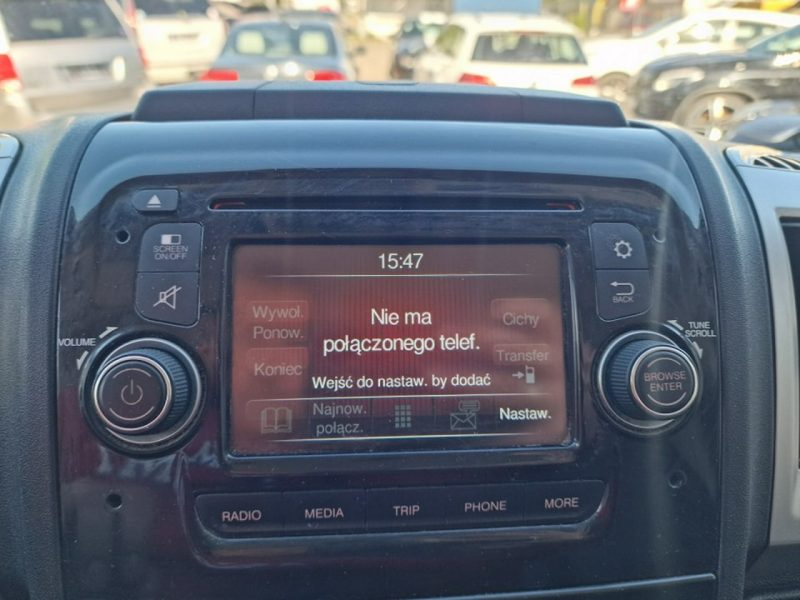 SCREEN
ON/OFF
VOLUME
15:47
Wywoł.
Ponow.
Nie ma
połączonego telef.
Cichy
Koniec
Transfer
Wejść do nastaw. by dodać
Najnow.
połącz.
Nastaw.
BACK
TUNE
SCROLL
BROWSE
ENTER
RADIO
MEDIA
TRIP
PHONE
MORE